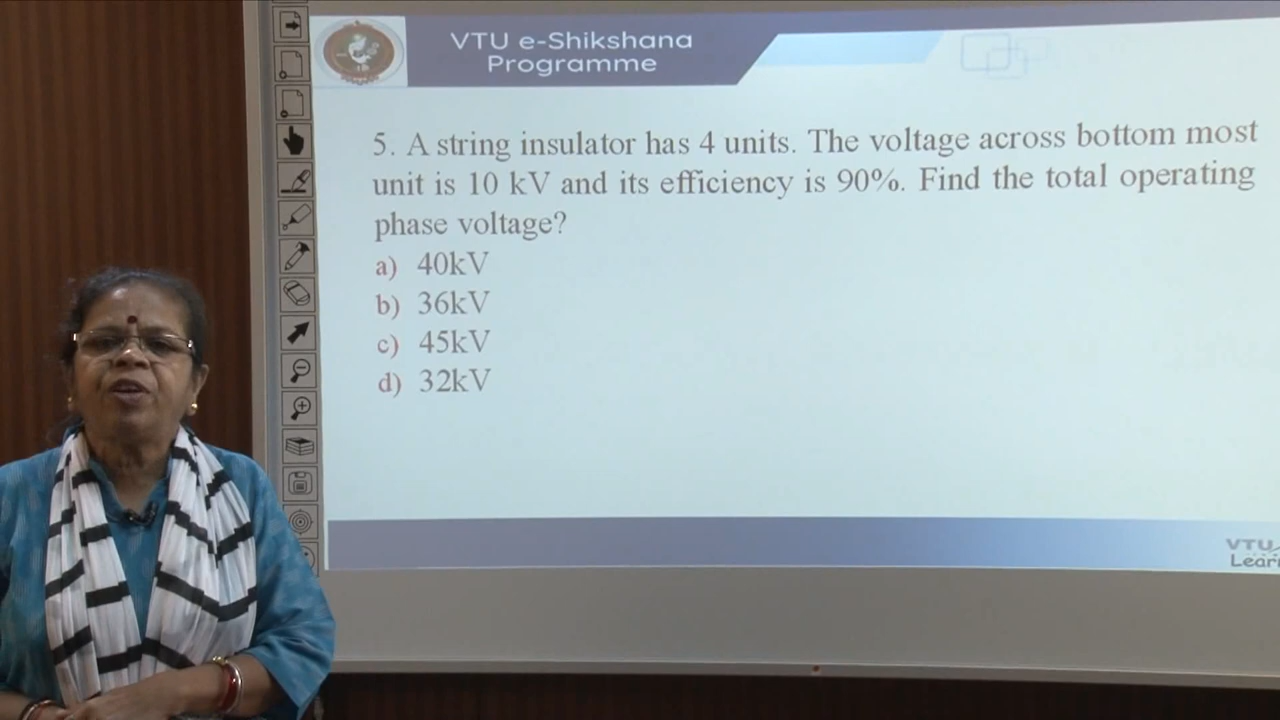 VTU e-Shikshana
Programme
5. A string insulator has 4 units. The voltage across bottom most
unit is 10 kV and its efficiency is 90%. Find the total operating
phase voltage?
a) 40kV
b) 36kV
c) 45kV
d) 32kV
VTU